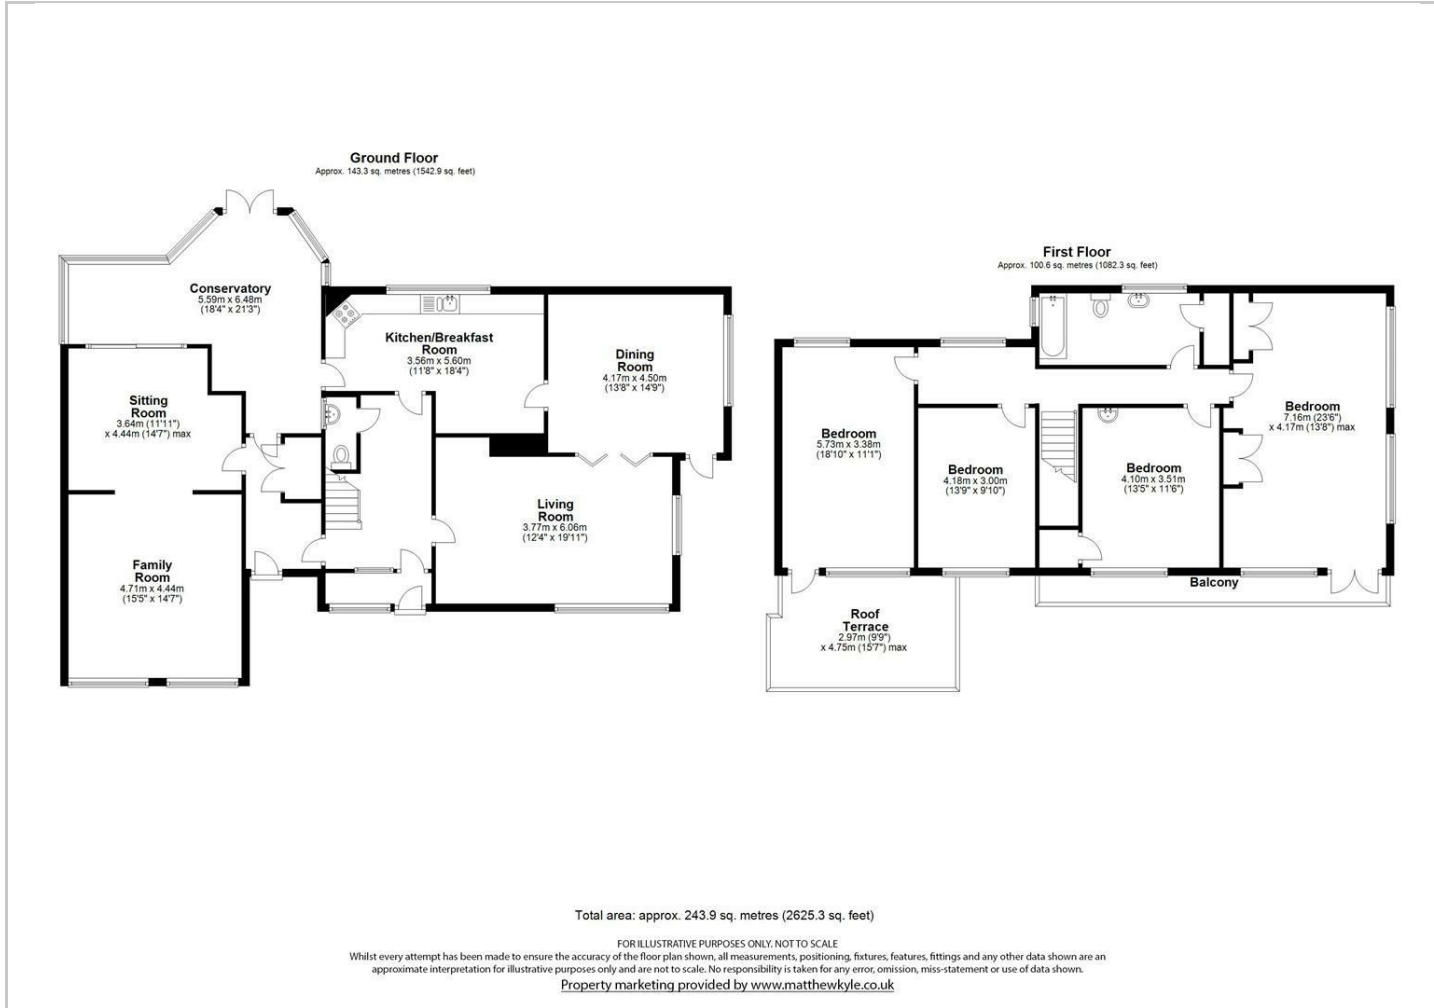 Ground Floor
Approx. 143.3 sq. metres (1542.9 sq. feet)
Conservatory
5.59m x 6.48m
(18'4" x 21'3")
Kitchen/Breakfast
Room
3.56m x 5.60m
(11'8" x 18'4")
Dining
Room
4.17m x 4.50m
(13'8" x 14'9")
Sitting
Room
3.64m (11'11")
x 4.44m (14'7") max
Living
Room
3.77m x 6.06m
(12'4" x 19'11")
Family
Room
4.71m x 4.44m
(15'5" x 14'7")
First Floor
Approx. 100.6 sq. metres (1082.3 sq. feet)
Bedroom
5.73m x 3.38m
(18'10" x 11'1")
Bedroom
4.18m x 3.00m
(13'9" x 9'10")
Bedroom
4.10m x 3.51m
(13'5" x 11'6")
Bedroom
7.16m (23'6")
x 4.17m (13'8") max
Balcony
Roof
Terrace
2.97m (9'9")
x 4.75m (15'7") max
Total area: approx. 243.9 sq. metres (2625.3 sq. feet)
FOR ILLUSTRATIVE PURPOSES ONLY. NOT TO SCALE
Whilst every attempt has been made to ensure the accuracy of the floor plan shown, all measurements, positioning, fixtures, features, fittings and any other data shown are an
approximate interpretation for illustrative purposes only and are not to scale. No responsibility is taken for any error, omission, miss-statement or use of data shown.
Property marketing provided by www.matthewkyle.co.uk